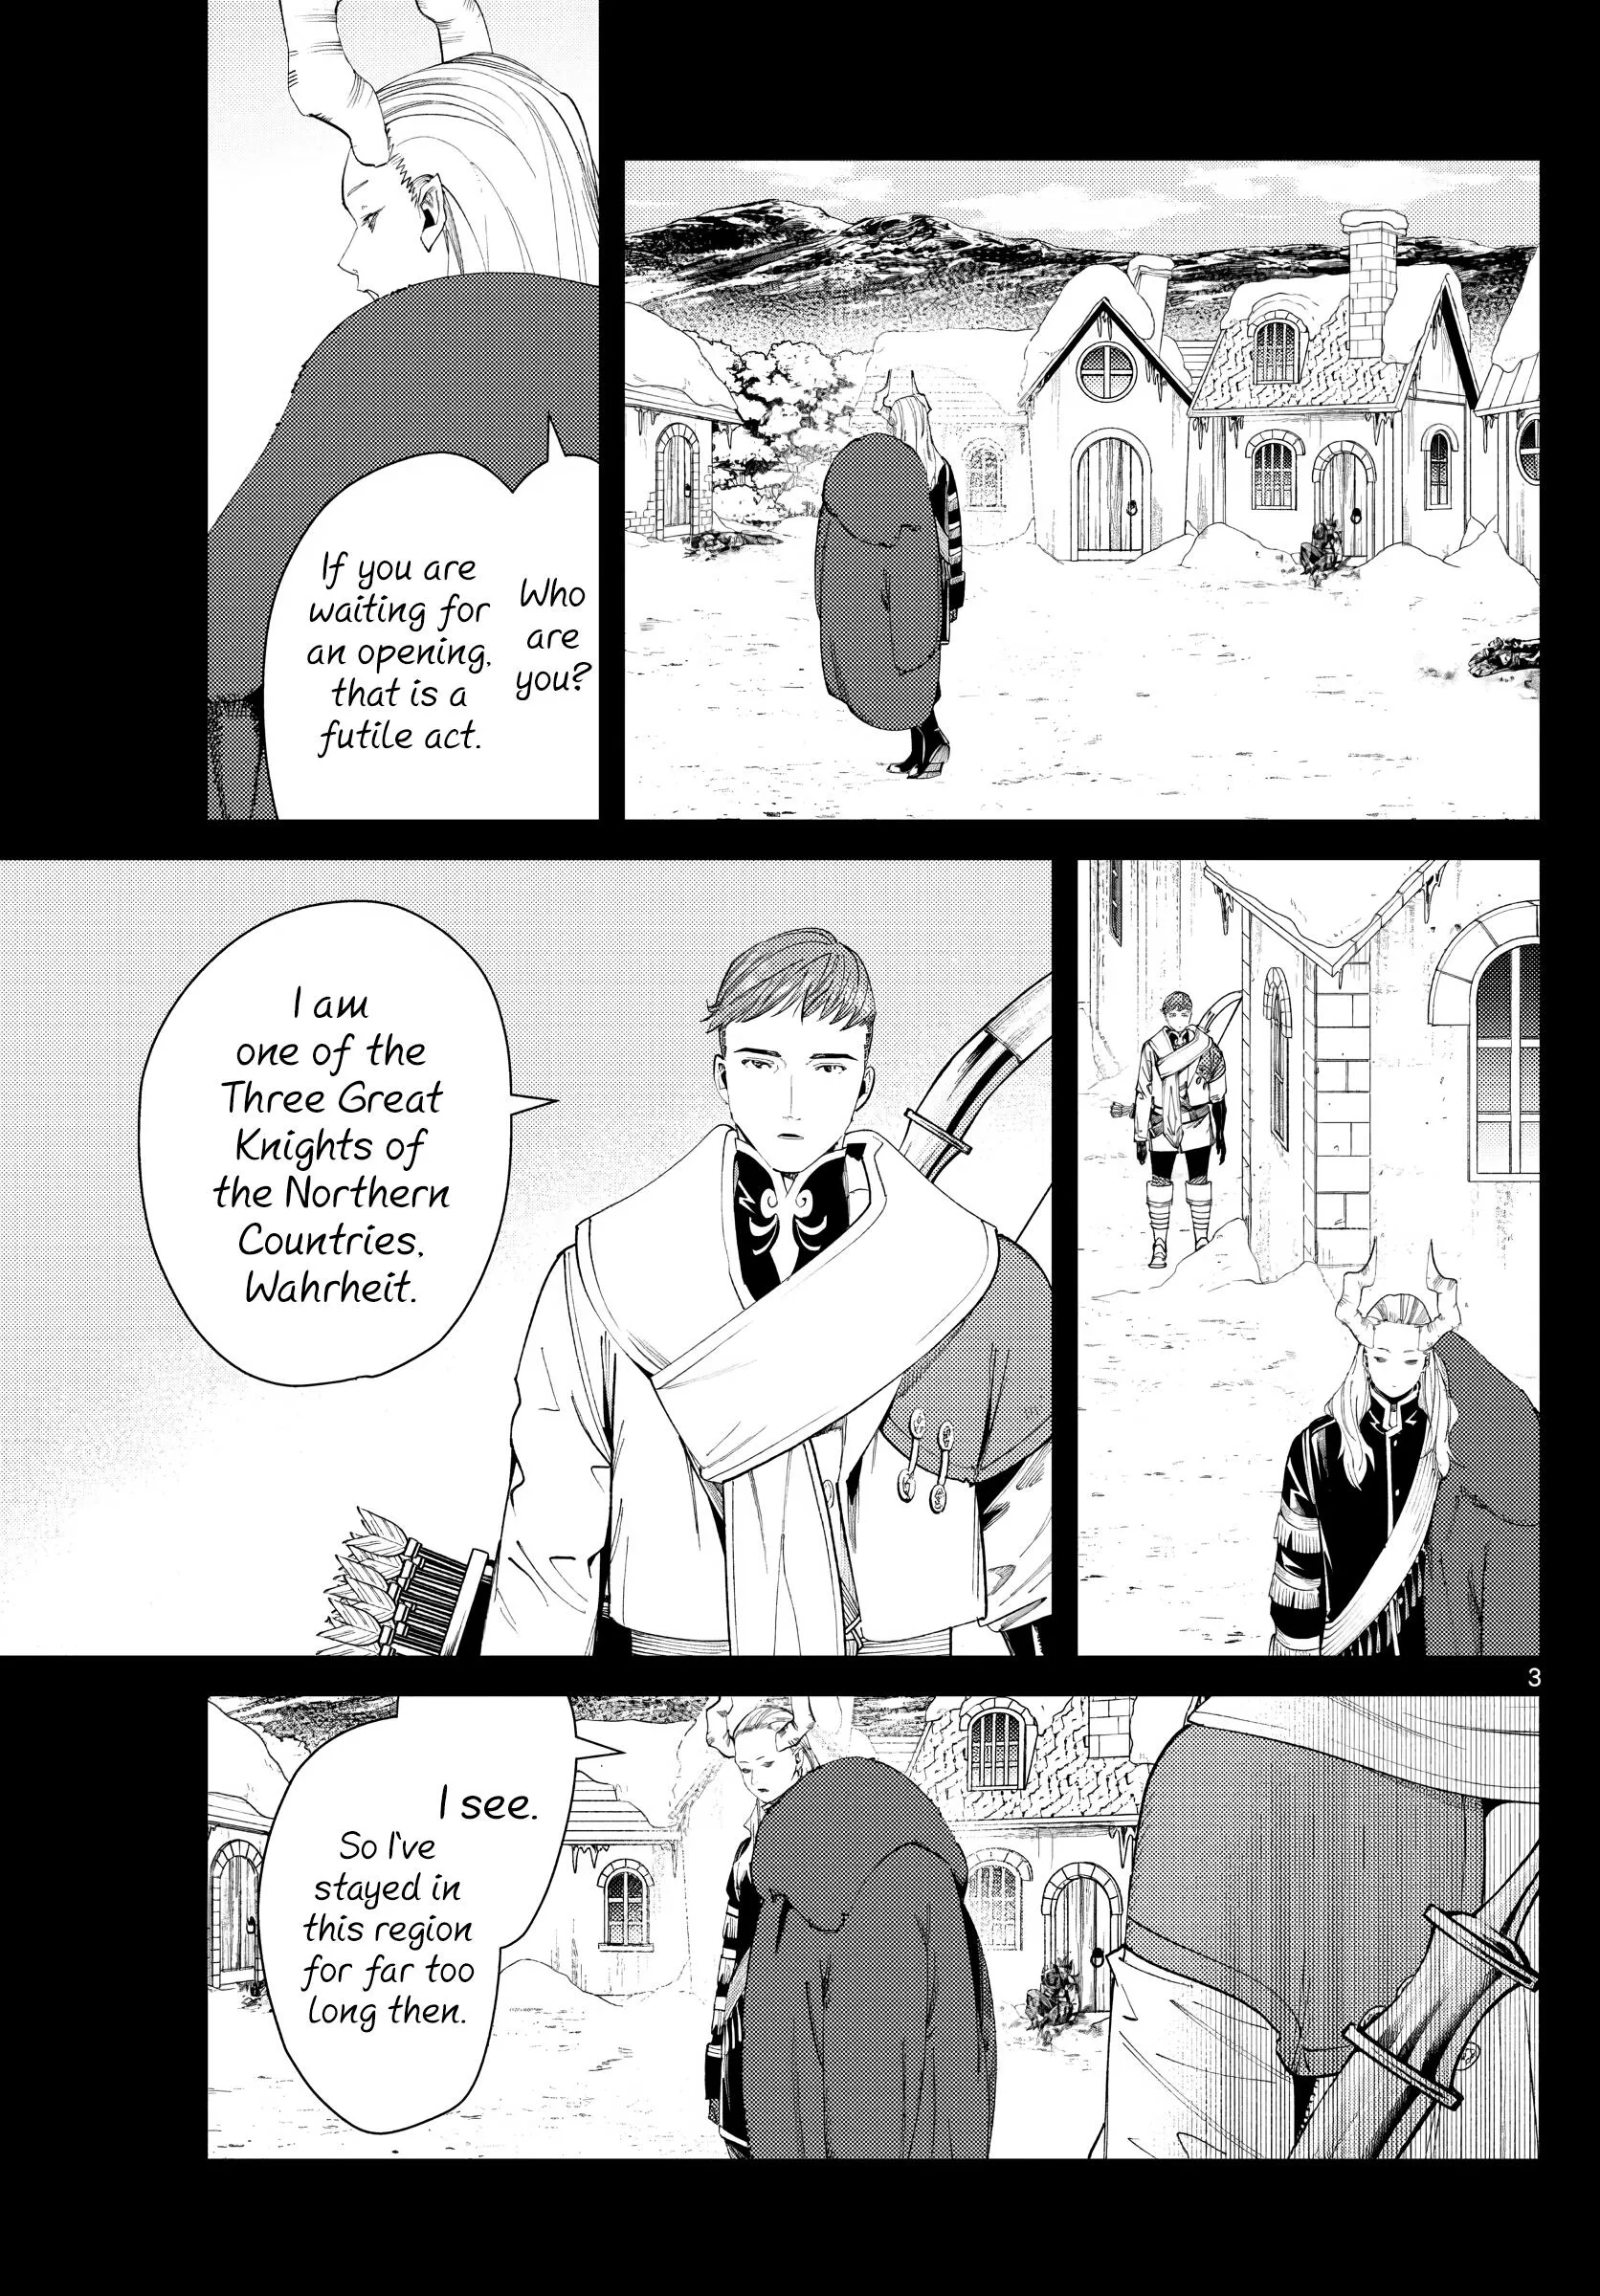 Who
are
you?
If you are
waiting for
an opening,
that is a
futile act.
I am
one of the
Three Great
Knights of
the Northern
Countries,
Wahrheit.
3
I see.
So I've
stayed in
this region
for far too
long then.